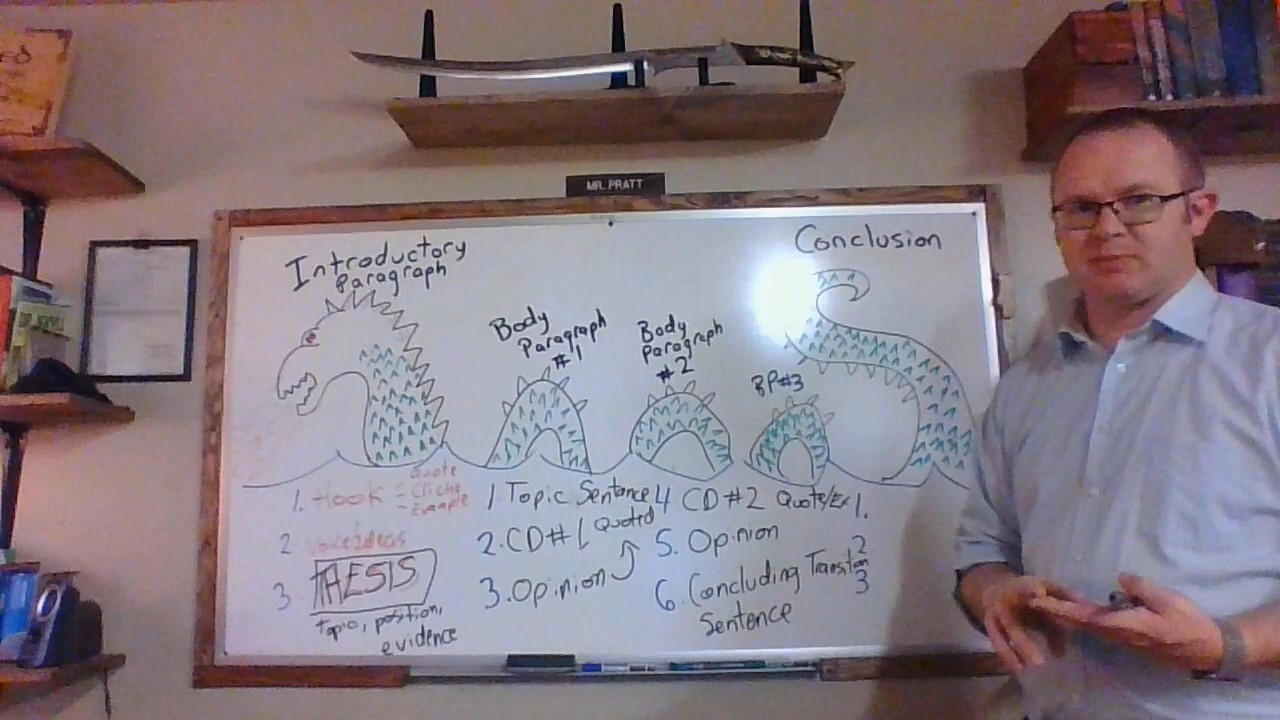 MR. PRATT
Introductory
Paragraph
Conclusion
Body
Paragraph
#1
Body
Paragraph
#2
BP#3
1. Hook = Quote
- Cliche
- Example
2 Voice/Ideas
3. THESIS
Topic, position,
evidence
1 Topic Sentence
2. CD#1 Quoted
3. Opinion
4 CD #2 Quote/Ex
5. Opinion
6. Concluding Transition
Sentence
1.
2
3